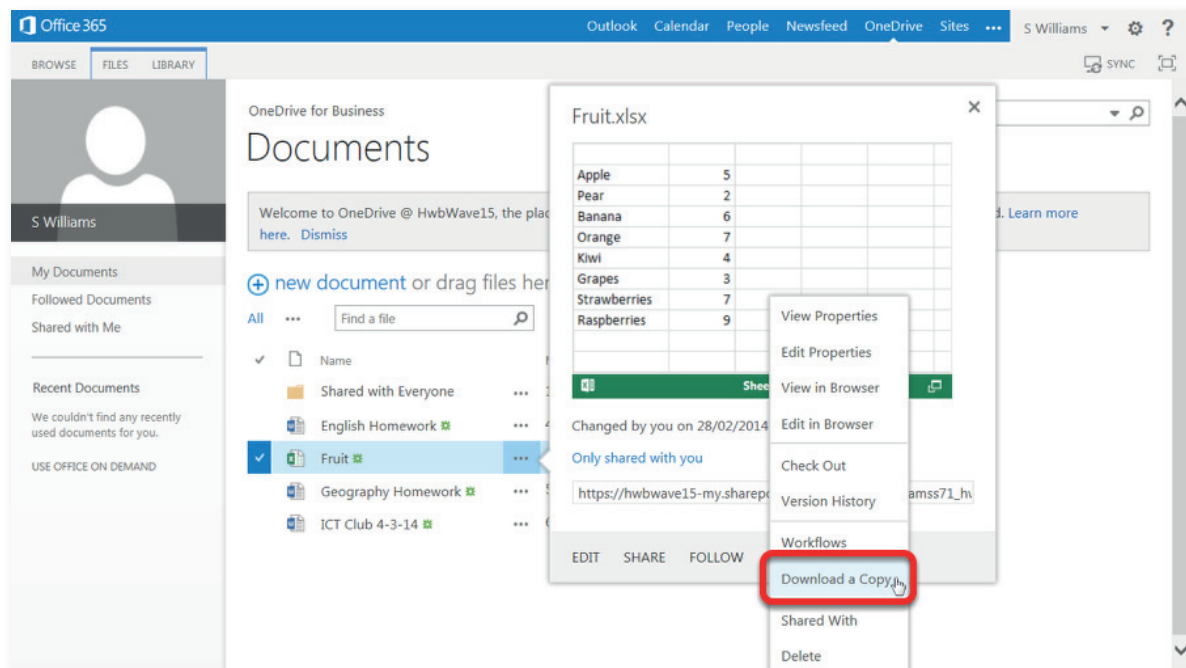 Office 365
Outlook Calendar People Newsfeed OneDrive Sites ••• S Williams ?
BROWSE FILES LIBRARY
SYNC
S Williams
My Documents
Followed Documents
Shared with Me
Recent Documents
We couldn't find any recently
used documents for you.
USE OFFICE ON DEMAND
OneDrive for Business
Documents
Welcome to OneDrive @ HwbWave15, the
d. Learn more
here. Dismiss
new document or drag files
All ••• Find a file
Name
Shared with Everyone •••
English Homework •••
Fruit •••
Geography Homework •••
ICT Club 4-3-14 •••
Fruit.xlsx
Apple 5
Pear 2
Banana 6
Orange 7
Kiwi 4
Grapes 3
Strawberries 7
Raspberries 9
Changed by you on 28/02/2014
Only shared with you
https://hwbwave15-my.sharepo
EDIT SHARE FOLLOW
View Properties
Edit Properties
View in Browser
Edit in Browser
Check Out
Version History
Workflows
Download a Copy
Shared With
Delete